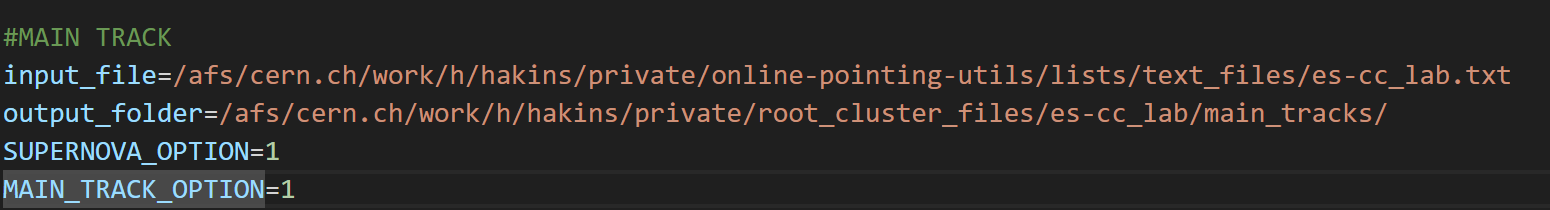 #MAIN TRACK
input_file=/afs/cern.ch/work/h/hakins/private/online-pointing-utils/lists/text_files/es-cc_lab.txt
output_folder=/afs/cern.ch/work/h/hakins/private/root_cluster_files/es-cc_lab/main_tracks/
SUPERNOVA_OPTION=1
MAIN_TRACK_OPTION=1